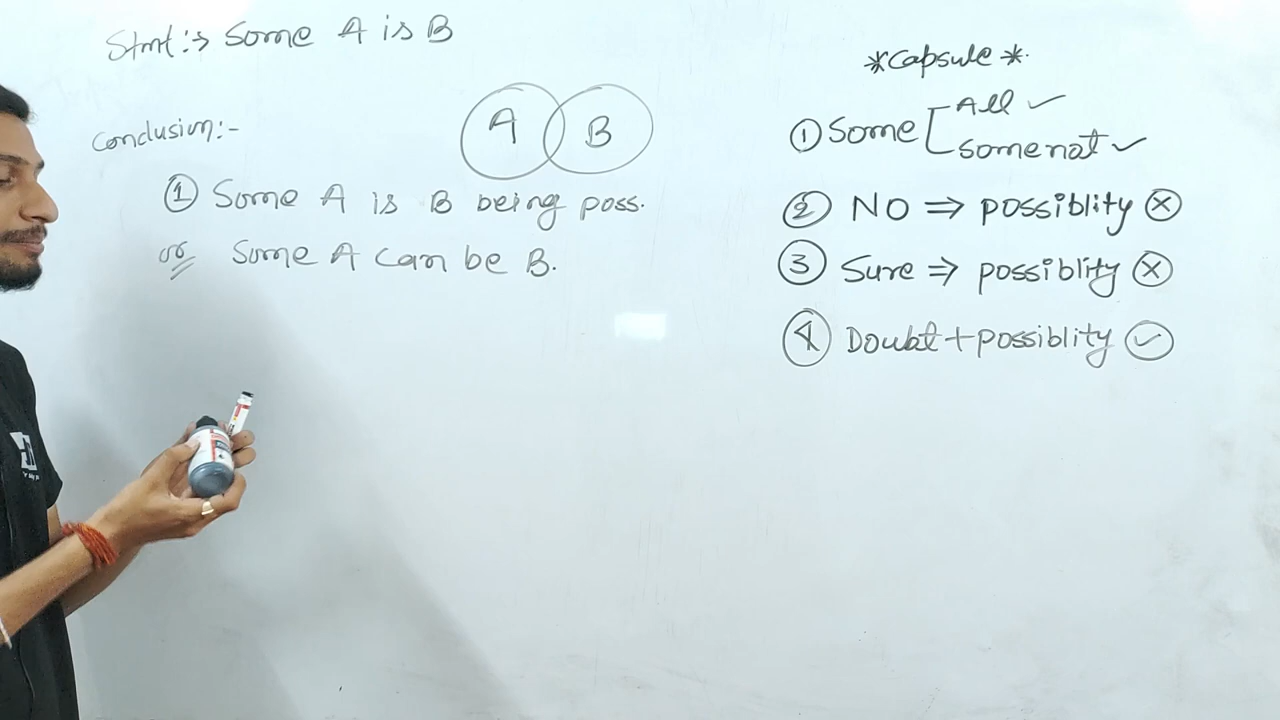 Stmt:→ Some A is B
Conclusion:-
A B
① Some A is B being poss.
or Some A can be B.
*Capsule*
① Some [ All ✓
some not ✓
② NO ⇒ possiblity ⓧ
③ Sure ⇒ possiblity ⓧ
④ Doubt + possiblity ✓